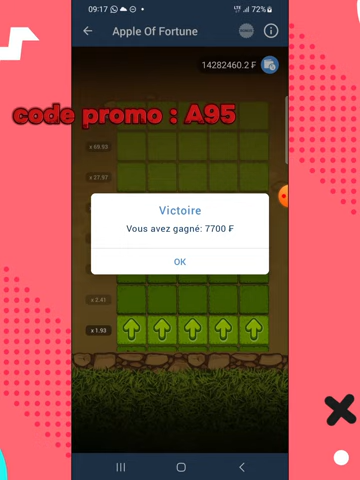 09:17
72%
Apple Of Fortune
14282460.2 ₣
code promo : A95
x 69.93
x 27.97
Victoire
Vous avez gagné: 7700 ₣
OK
x 2.41
x 1.93